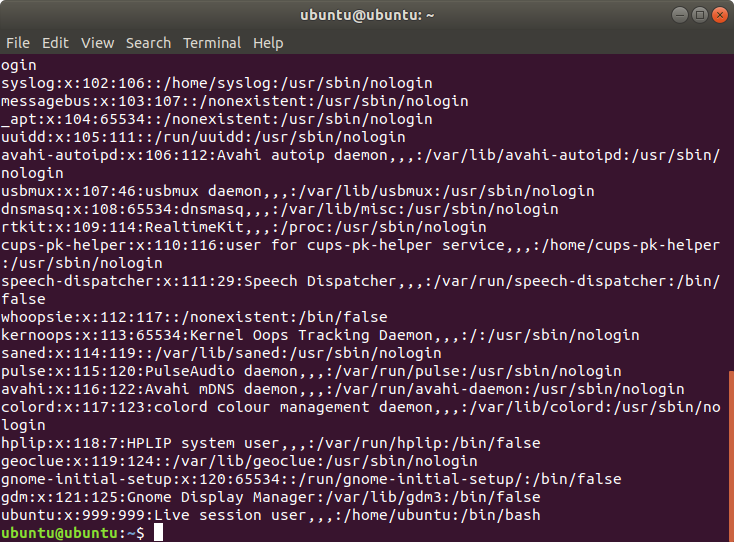 ubuntu@ubuntu: ~
File Edit View Search Terminal Help
ogin
syslog:x:102:106::/home/syslog:/usr/sbin/nologin
messagebus:x:103:107::/nonexistent:/usr/sbin/nologin
_apt:x:104:65534::/nonexistent:/usr/sbin/nologin
uuidd:x:105:111::/run/uuidd:/usr/sbin/nologin
avahi-autoipd:x:106:112:Avahi autoip daemon,,,:/var/lib/avahi-autoipd:/usr/sbin/
nologin
usbmux:x:107:46:usbmux daemon,,,:/var/lib/usbmux:/usr/sbin/nologin
dnsmasq:x:108:65534:dnsmasq,,,:/var/lib/misc:/usr/sbin/nologin
rtkit:x:109:114:RealtimeKit,,,:/proc:/usr/sbin/nologin
cups-pk-helper:x:110:116:user for cups-pk-helper service,,,:/home/cups-pk-helper
:/usr/sbin/nologin
speech-dispatcher:x:111:29:Speech Dispatcher,,,:/var/run/speech-dispatcher:/bin/
false
whoopsie:x:112:117::/nonexistent:/bin/false
kernoops:x:113:65534:Kernel Oops Tracking Daemon,,,:/:/usr/sbin/nologin
saned:x:114:119::/var/lib/saned:/usr/sbin/nologin
pulse:x:115:120:PulseAudio daemon,,,:/var/run/pulse:/usr/sbin/nologin
avahi:x:116:122:Avahi mDNS daemon,,,:/var/run/avahi-daemon:/usr/sbin/nologin
colord:x:117:123:colord colour management daemon,,,:/var/lib/colord:/usr/sbin/no
login
hplip:x:118:7:HPLIP system user,,,:/var/run/hplip:/bin/false
geoclue:x:119:124::/var/lib/geoclue:/usr/sbin/nologin
gnome-initial-setup:x:120:65534::/run/gnome-initial-setup/:/bin/false
gdm:x:121:125:Gnome Display Manager:/var/lib/gdm3:/bin/false
ubuntu:x:999:999:Live session user,,,:/home/ubuntu:/bin/bash
ubuntu@ubuntu:~$